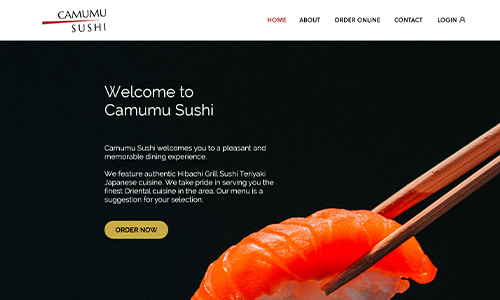 CAMUMU
SUSHI
HOME ABOUT ORDER ONLINE CONTACT LOGIN
Welcome to
Camumu Sushi
Camumu Sushi welcomes you to a pleasant and
memorable dining experience.
We feature authentic Hibachi Grill Sushi Teriyaki
Japanese cuisine. We take pride in serving you the
finest Oriental cuisine in the area. Our menu is a
suggestion for your selection.
ORDER NOW